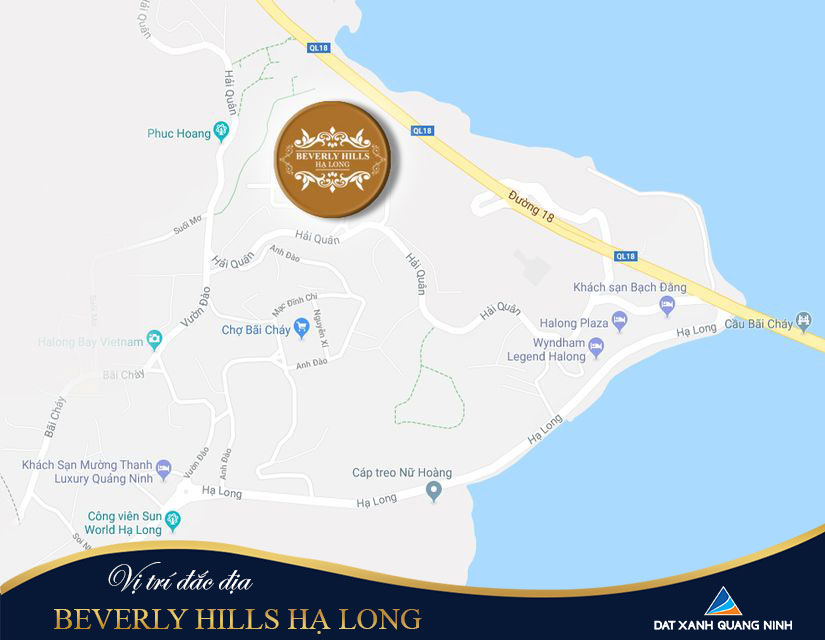 Hải Quân
QL18
Hải Quân
Phuc Hoang
QL18
BEVERLY HILLS
HẠ LONG
Đường 18
Suối Mơ
Hải Quân
Hải Quân
Anh Đào
Hải Quân
QL18
Khách sạn Bạch Đằng
Suối Mơ
Vườn Đào
Mạc Đĩnh Chi
Nguyễn Xí
Chợ Bãi Cháy
Hải Quân
Halong Plaza
Hạ Long
Cầu Bãi Cháy
Halong Bay Vietnam
Wyndham
Legend Halong
Anh Đào
Bãi Cháy
Bãi Cháy
Hạ Long
Vườn Đào
Anh Đào
Khách Sạn Mường Thanh
Luxury Quảng Ninh
Cáp treo Nữ Hoàng
Hạ Long
Hạ Long
Công viên Sun
World Hạ Long
Vị trí đắc địa
BEVERLY HILLS HẠ LONG
DAT XANH QUANG NINH